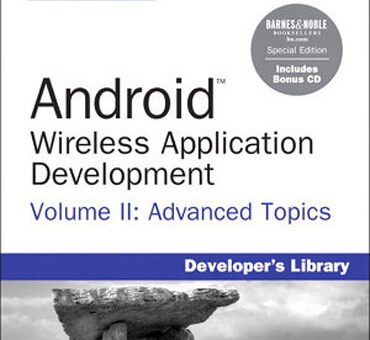 BARNES&NOBLE
BOOKSELLERS
bn.com
Special Edition
Includes
Bonus CD
Android™
Wireless Application
Development
Volume II: Advanced Topics
Developer's Library